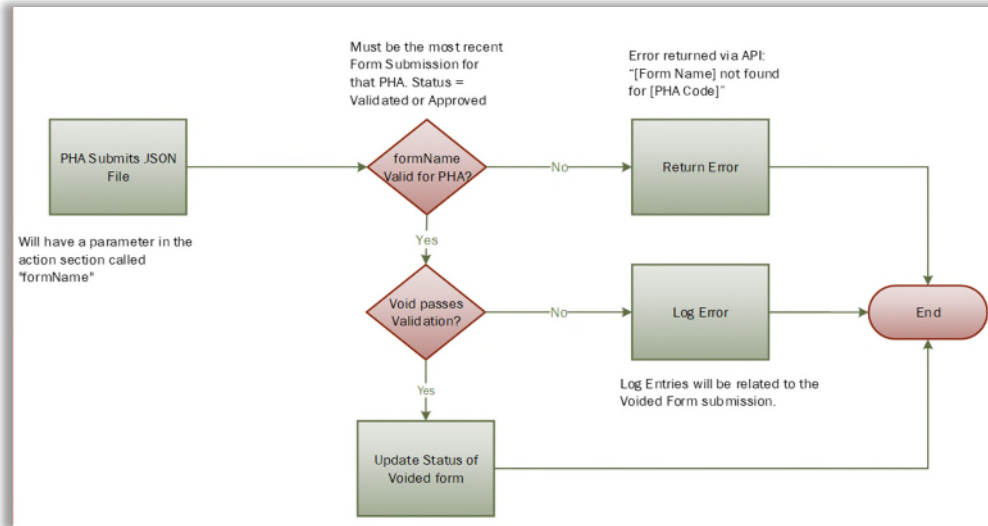 Must be the most recent
Form Submission for
that PHA. Status =
Validated or Approved
Error returned via API:
“[Form Name] not found
for [PHA Code]”
PHA Submits JSON
File
formName
Valid for PHA?
No
Return Error
Will have a parameter in the
action section called
"formName"
Yes
Void passes
Validation?
No
Log Error
End
Log Entries will be related to the
Voided Form submission.
Yes
Update Status of
Voided form